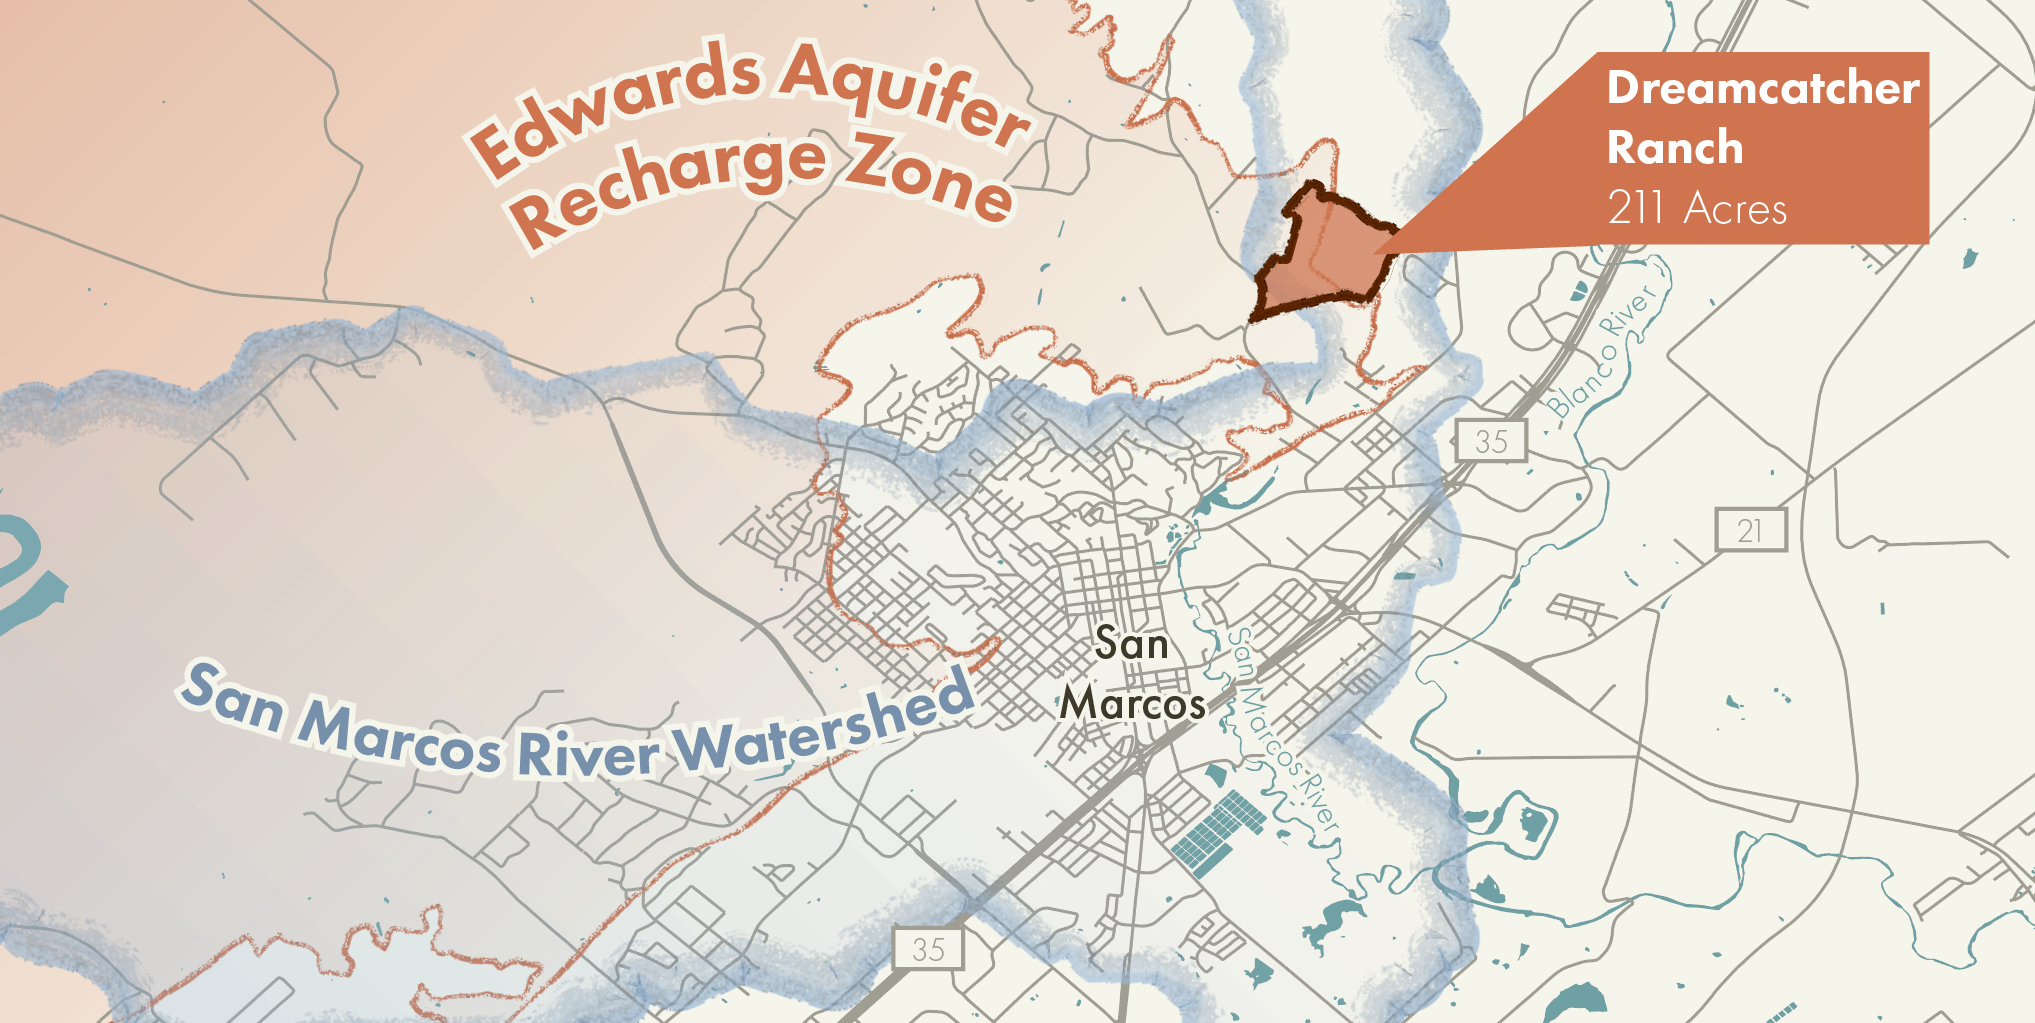 Edwards Aquifer
Recharge Zone
Dreamcatcher
Ranch
211 Acres
Blanco River
35
21
San
Marcos
San Marcos River
San Marcos River Watershed
35